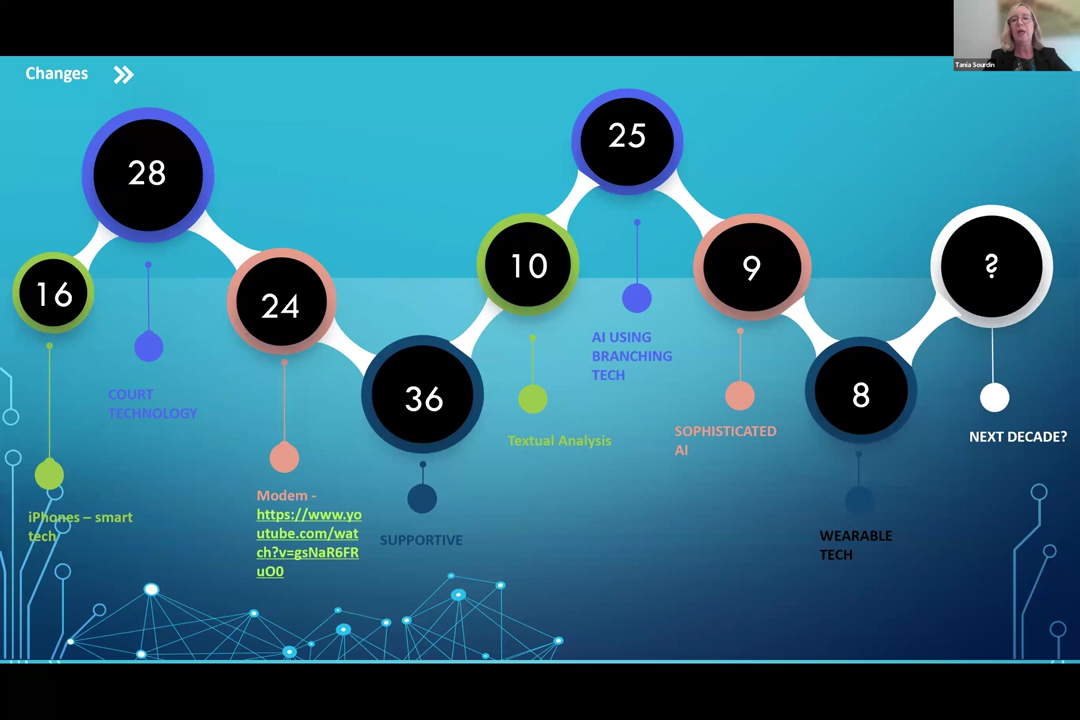 Changes
Tania Sourdin
16
iPhones – smart
tech
28
COURT
TECHNOLOGY
24
Modem -
https://www.yo
utube.com/wat
ch?v=gsNaR6FR
uO0
36
SUPPORTIVE
10
Textual Analysis
25
AI USING
BRANCHING
TECH
9
SOPHISTICATED
AI
8
WEARABLE
TECH
?
NEXT DECADE?